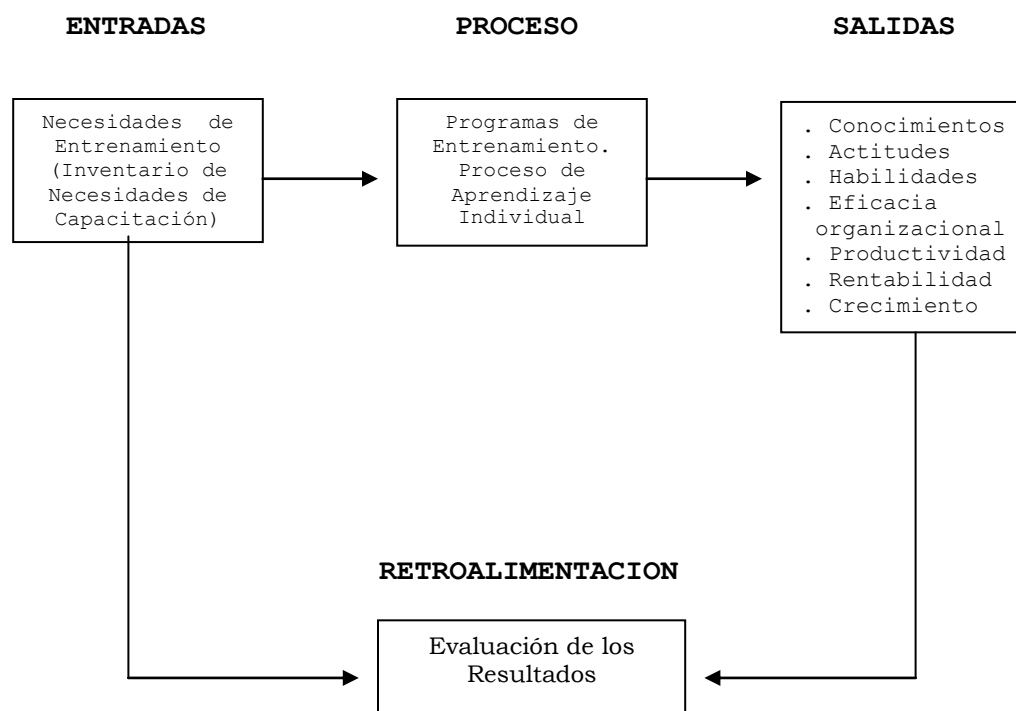 ENTRADAS
PROCESO
SALIDAS
Necesidades de
Entrenamiento
(Inventario de
Necesidades de
Capacitación)
Programas de
Entrenamiento.
Proceso de
Aprendizaje
Individual
. Conocimientos
. Actitudes
. Habilidades
. Eficacia
organizacional
. Productividad
. Rentabilidad
. Crecimiento
RETROALIMENTACION
Evaluación de los
Resultados